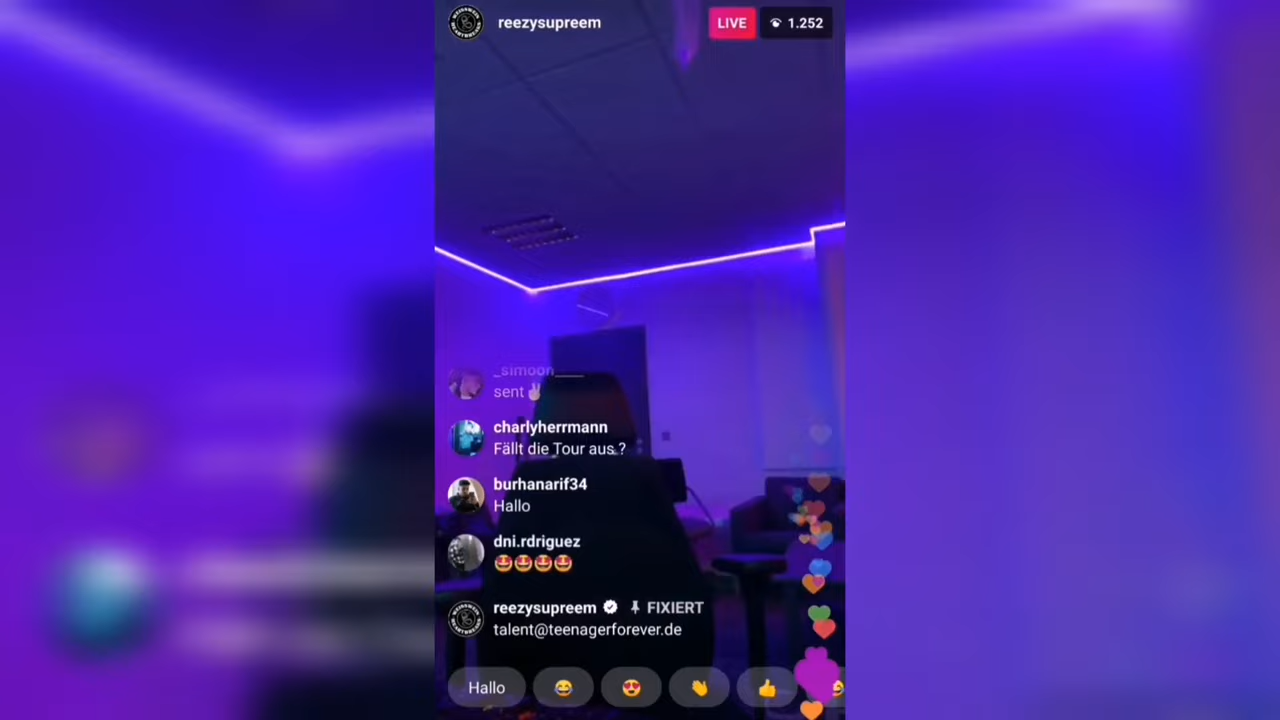 reezysupreem
LIVE
1.252
_simoon____
sent✌🏻
charlyherrmann
Fällt die Tour aus.?
burhanarif34
Hallo
dni.rdriguez
🤩🤩🤩🤩
reezysupreem FIXIERT
talent@teenagerforever.de
Hallo 😂 😍 👏 👍